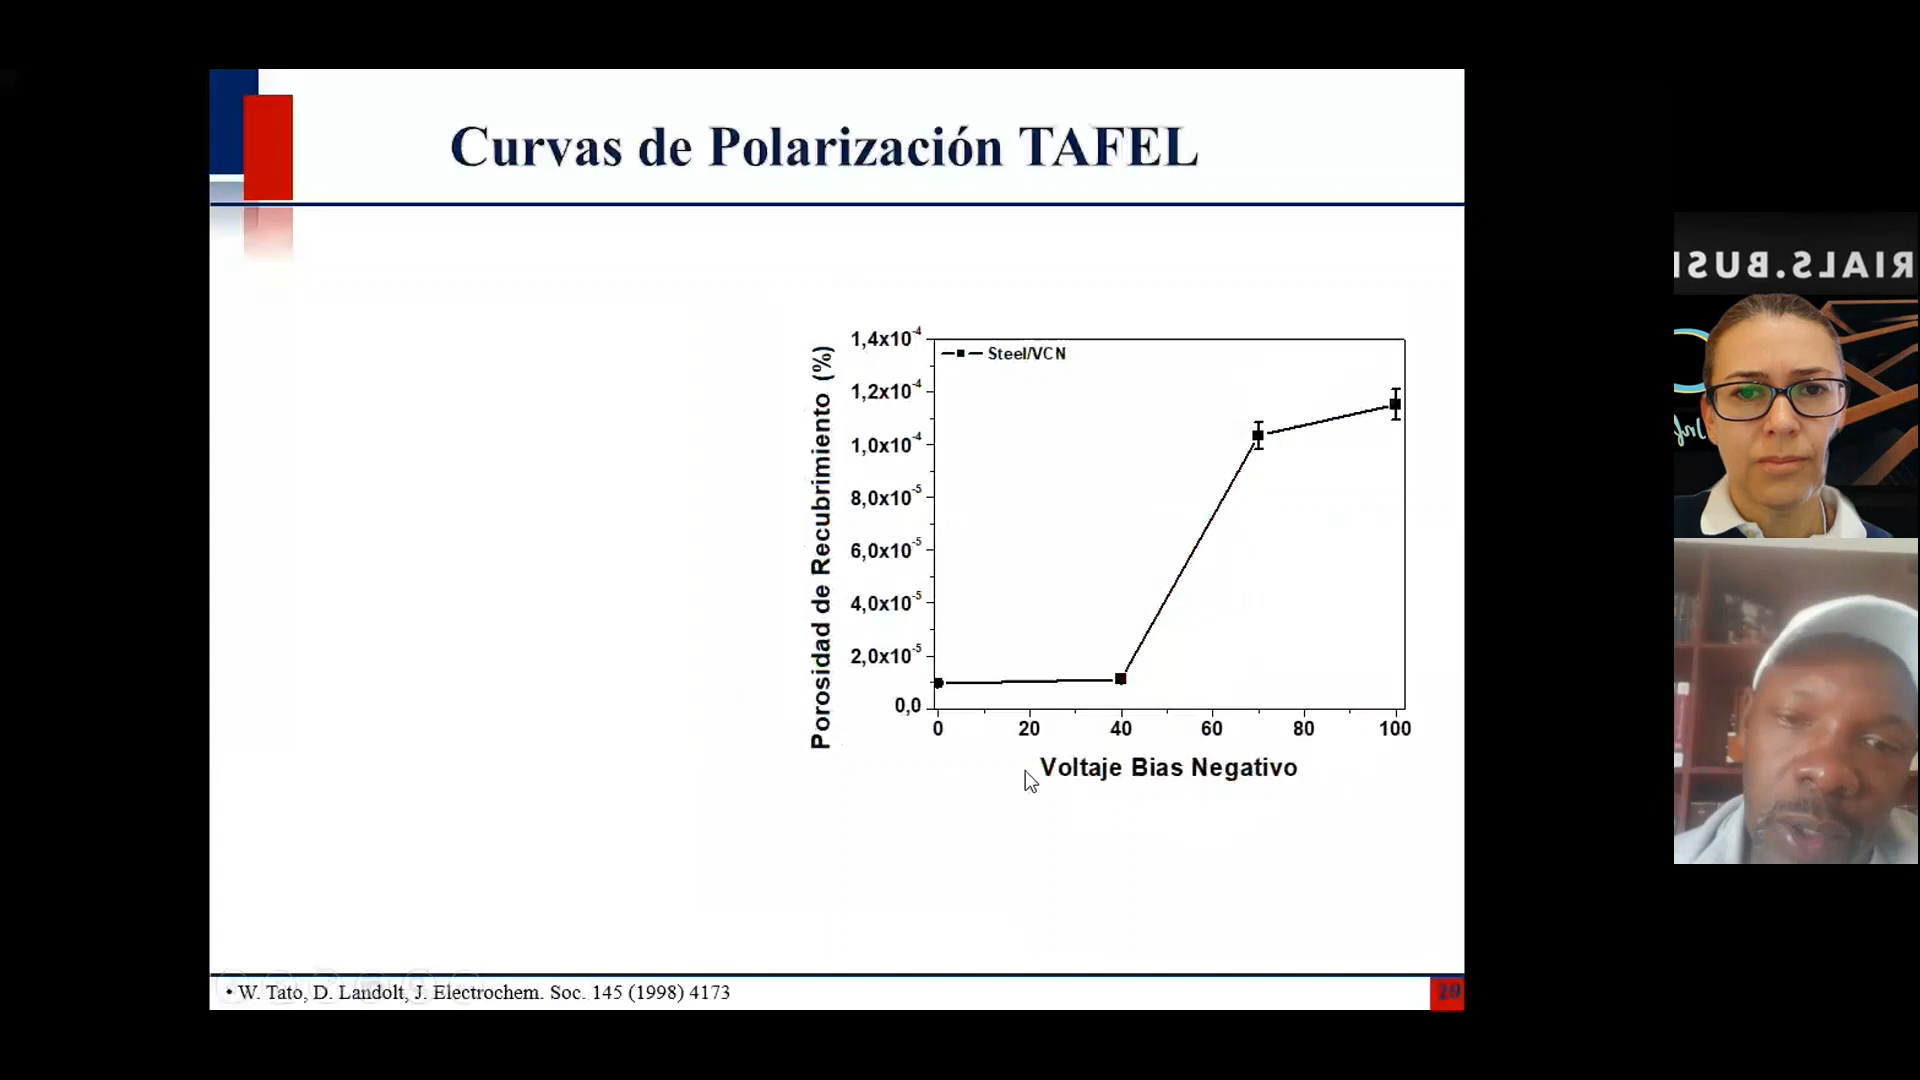 Curvas de Polarización TAFEL
Porosidad de Recubrimiento (%)
1,4x10⁻⁴
1,2x10⁻⁴
1,0x10⁻⁴
8,0x10⁻⁵
6,0x10⁻⁵
4,0x10⁻⁵
2,0x10⁻⁵
0,0
Steel/VCN
0 20 40 60 80 100
Voltaje Bias Negativo
• W. Tato, D. Landolt, J. Electrochem. Soc. 145 (1998) 4173
RIALS.BUSI